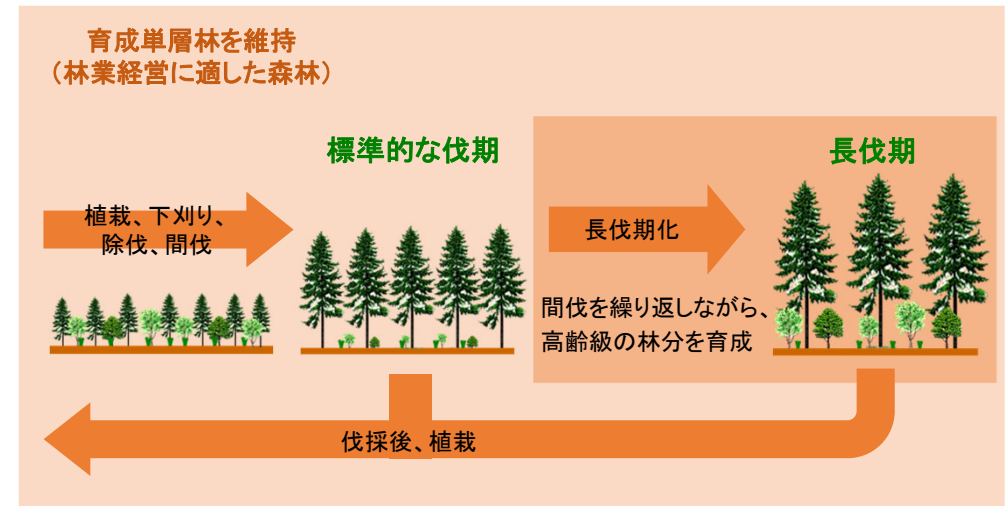 育成単層林を維持
（林業経営に適した森林）
標準的な伐期
長伐期
植栽、下刈り、
除伐、間伐
長伐期化
間伐を繰り返しながら、
高齢級の林分を育成
伐採後、植栽